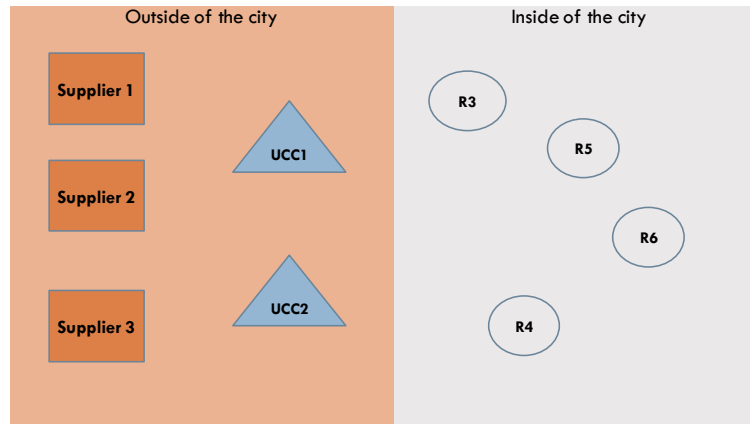 Outside of the city
Inside of the city
Supplier 1
R3
UCC1
R5
Supplier 2
R6
UCC2
Supplier 3
R4